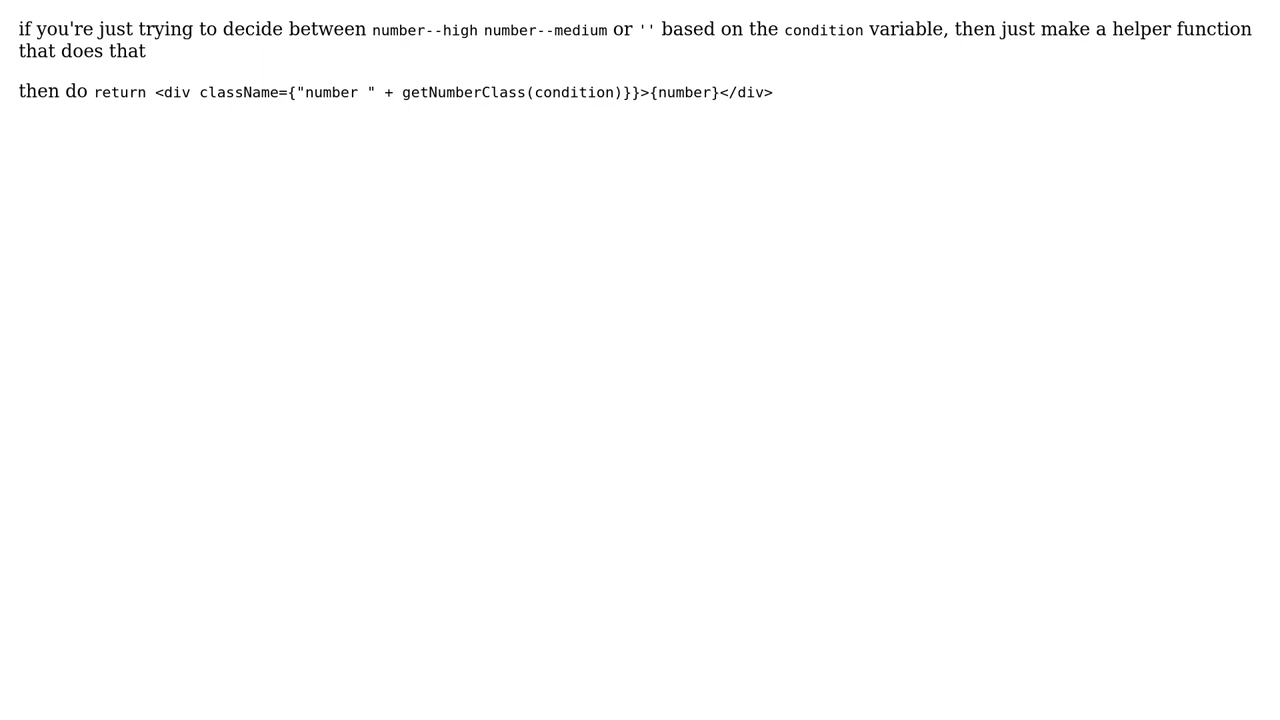 if you're just trying to decide between number--high number--medium or '' based on the condition variable, then just make a helper function
that does that
then do return <div className={"number " + getNumberClass(condition)}}>{number}</div>